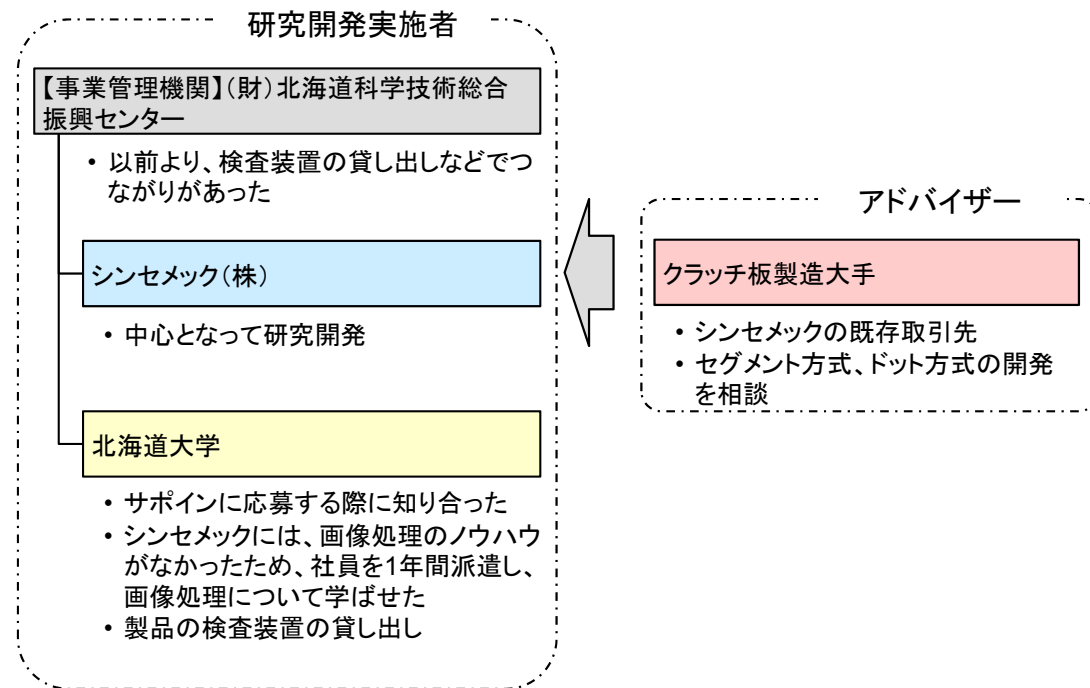 研究開発実施者
【事業管理機関】（財）北海道科学技術総合
振興センター
• 以前より、検査装置の貸し出しなどでつ
ながりがあった
シンセメック（株）
• 中心となって研究開発
北海道大学
• サポインに応募する際に知り合った
• シンセメックには、画像処理のノウハウ
がなかったため、社員を1年間派遣し、
画像処理について学ばせた
• 製品の検査装置の貸し出し
アドバイザー
クラッチ板製造大手
• シンセメックの既存取引先
• セグメント方式、ドット方式の開発
を相談